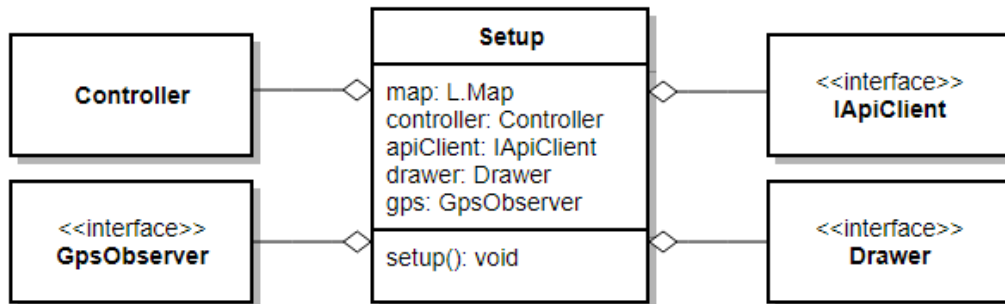 Controller
<<interface>>
GpsObserver
Setup
map: L.Map
controller: Controller
apiClient: IApiClient
drawer: Drawer
gps: GpsObserver
setup(): void
<<interface>>
IApiClient
<<interface>>
Drawer